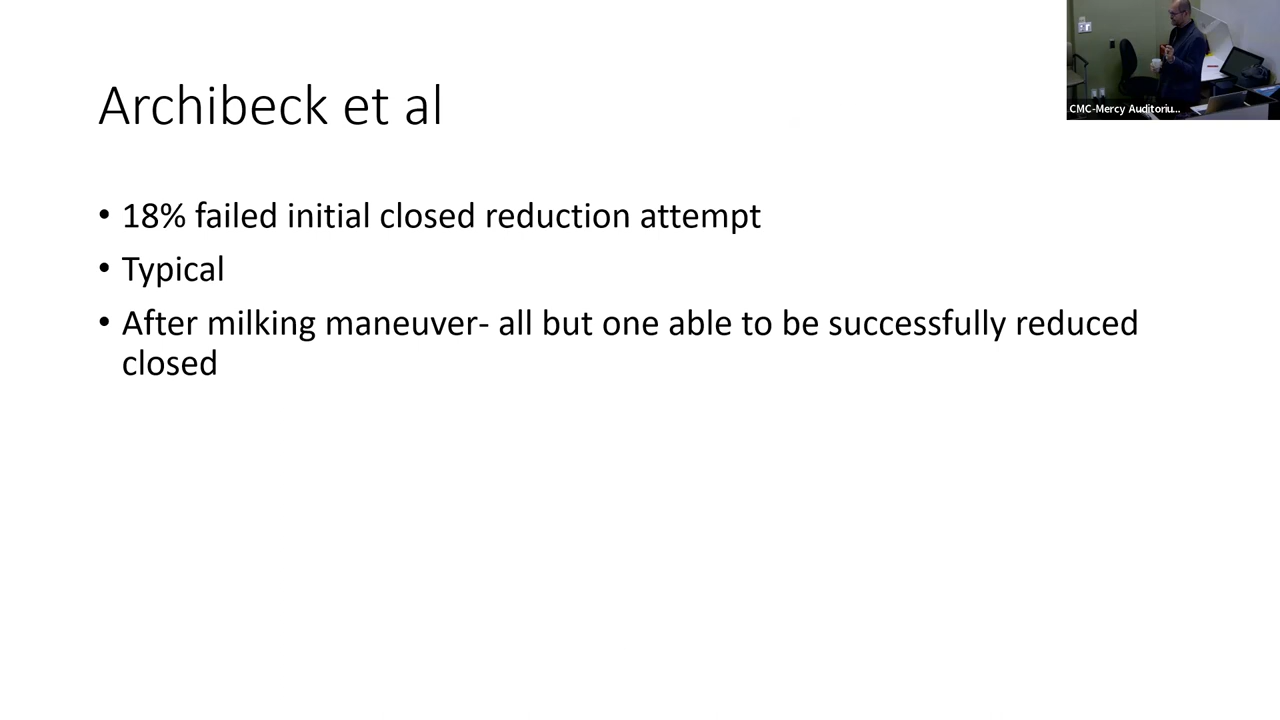 CMC-Mercy Auditoriu...
Archibeck et al
• 18% failed initial closed reduction attempt
• Typical
• After milking maneuver- all but one able to be successfully reduced
closed